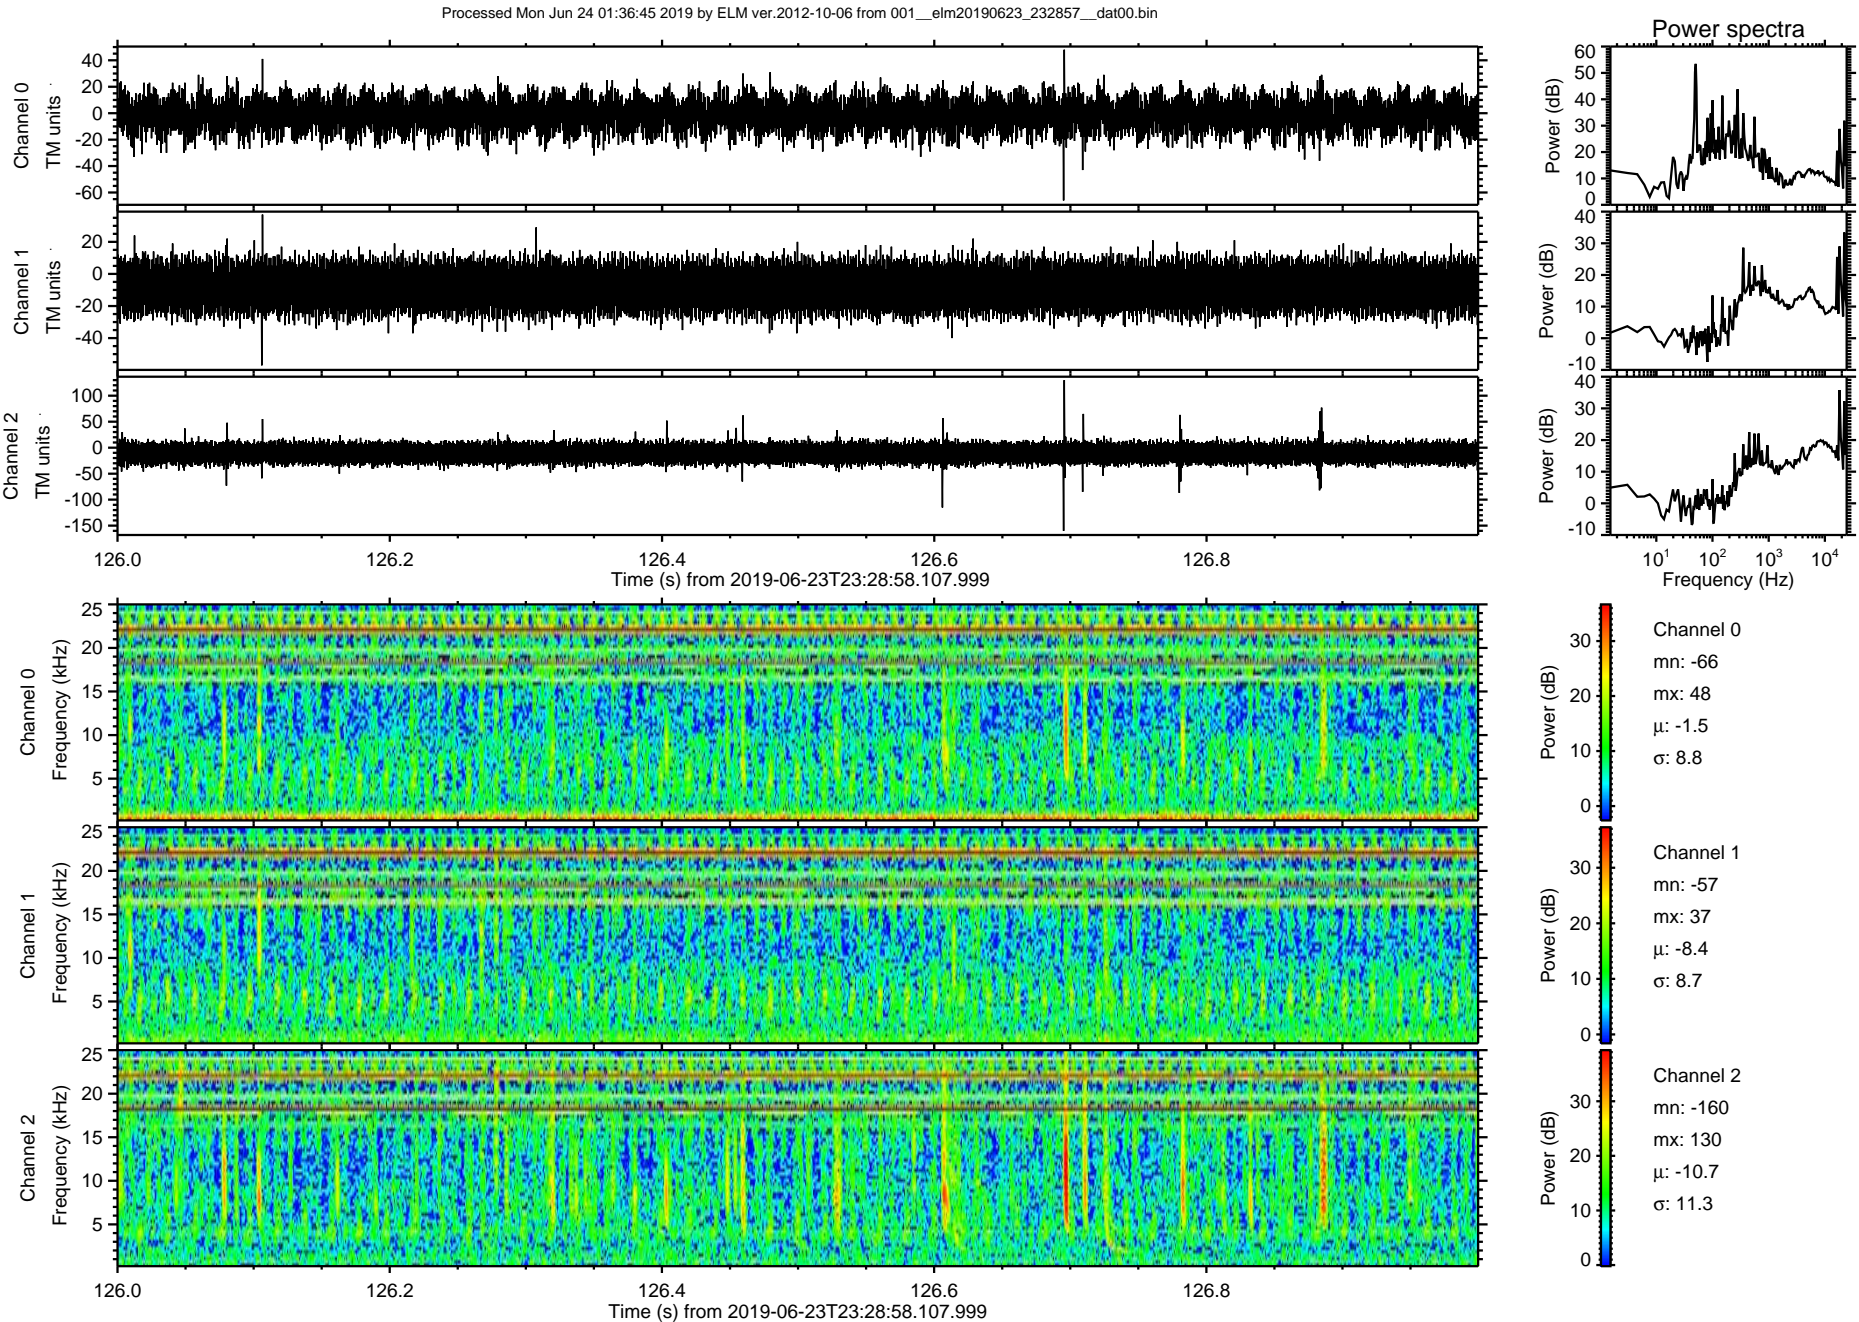 Processed Mon Jun 24 01:36:45 2019 by ELM ver.2012-10-06 from 001__elm20190623_232857__dat00.bin
Power spectra
Channel 0
TM units
40
20
0
-20
-40
-60
Power (dB)
60
50
40
30
20
10
0
Channel 1
TM units
20
0
-20
-40
Power (dB)
40
30
20
10
0
-10
Channel 2
TM units
100
50
0
-50
-100
-150
Power (dB)
40
30
20
10
0
-10
126.0 126.2 126.4 126.6 126.8
Time (s) from 2019-06-23T23:28:58.107.999
10¹ 10² 10³ 10⁴
Frequency (Hz)
Channel 0
Frequency (kHz)
25
20
15
10
5
Power (dB)
30
20
10
0
Channel 0
mn: -66
mx: 48
μ: -1.5
σ: 8.8
Channel 1
Frequency (kHz)
25
20
15
10
5
Power (dB)
30
20
10
0
Channel 1
mn: -57
mx: 37
μ: -8.4
σ: 8.7
Channel 2
Frequency (kHz)
25
20
15
10
5
Power (dB)
30
20
10
0
Channel 2
mn: -160
mx: 130
μ: -10.7
σ: 11.3
126.0 126.2 126.4 126.6 126.8
Time (s) from 2019-06-23T23:28:58.107.999